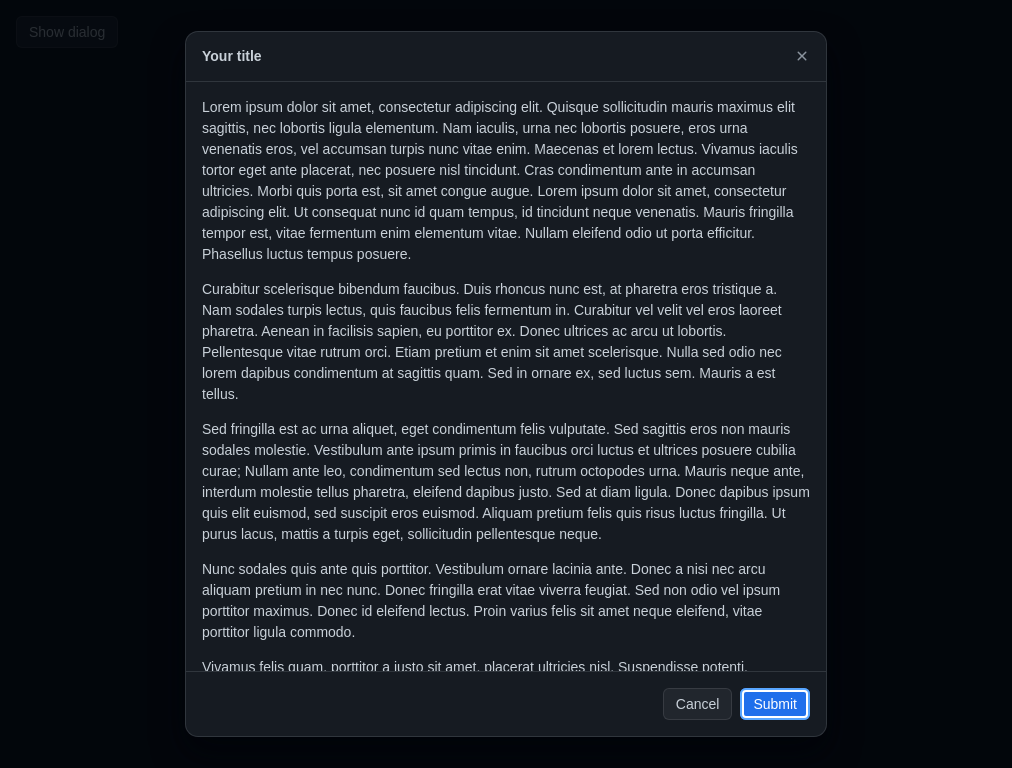 Show dialog
Your title
Lorem ipsum dolor sit amet, consectetur adipiscing elit. Quisque sollicitudin mauris maximus elit
sagittis, nec lobortis ligula elementum. Nam iaculis, urna nec lobortis posuere, eros urna
venenatis eros, vel accumsan turpis nunc vitae enim. Maecenas et lorem lectus. Vivamus iaculis
tortor eget ante placerat, nec posuere nisl tincidunt. Cras condimentum ante in accumsan
ultricies. Morbi quis porta est, sit amet congue augue. Lorem ipsum dolor sit amet, consectetur
adipiscing elit. Ut consequat nunc id quam tempus, id tincidunt neque venenatis. Mauris fringilla
tempor est, vitae fermentum enim elementum vitae. Nullam eleifend odio ut porta efficitur.
Phasellus luctus tempus posuere.
Curabitur scelerisque bibendum faucibus. Duis rhoncus nunc est, at pharetra eros tristique a.
Nam sodales turpis lectus, quis faucibus felis fermentum in. Curabitur vel velit vel eros laoreet
pharetra. Aenean in facilisis sapien, eu porttitor ex. Donec ultrices ac arcu ut lobortis.
Pellentesque vitae rutrum orci. Etiam pretium et enim sit amet scelerisque. Nulla sed odio nec
lorem dapibus condimentum at sagittis quam. Sed in ornare ex, sed luctus sem. Mauris a est
tellus.
Sed fringilla est ac urna aliquet, eget condimentum felis vulputate. Sed sagittis eros non mauris
sodales molestie. Vestibulum ante ipsum primis in faucibus orci luctus et ultrices posuere cubilia
curae; Nullam ante leo, condimentum sed lectus non, rutrum octopodes urna. Mauris neque ante,
interdum molestie tellus pharetra, eleifend dapibus justo. Sed at diam ligula. Donec dapibus ipsum
quis elit euismod, sed suscipit eros euismod. Aliquam pretium felis quis risus luctus fringilla. Ut
purus lacus, mattis a turpis eget, sollicitudin pellentesque neque.
Nunc sodales quis ante quis porttitor. Vestibulum ornare lacinia ante. Donec a nisi nec arcu
aliquam pretium in nec nunc. Donec fringilla erat vitae viverra feugiat. Sed non odio vel ipsum
porttitor maximus. Donec id eleifend lectus. Proin varius felis sit amet neque eleifend, vitae
porttitor ligula commodo.
Vivamus felis quam, porttitor a justo sit amet, placerat ultricies nisl. Suspendisse potenti.
Cancel
Submit